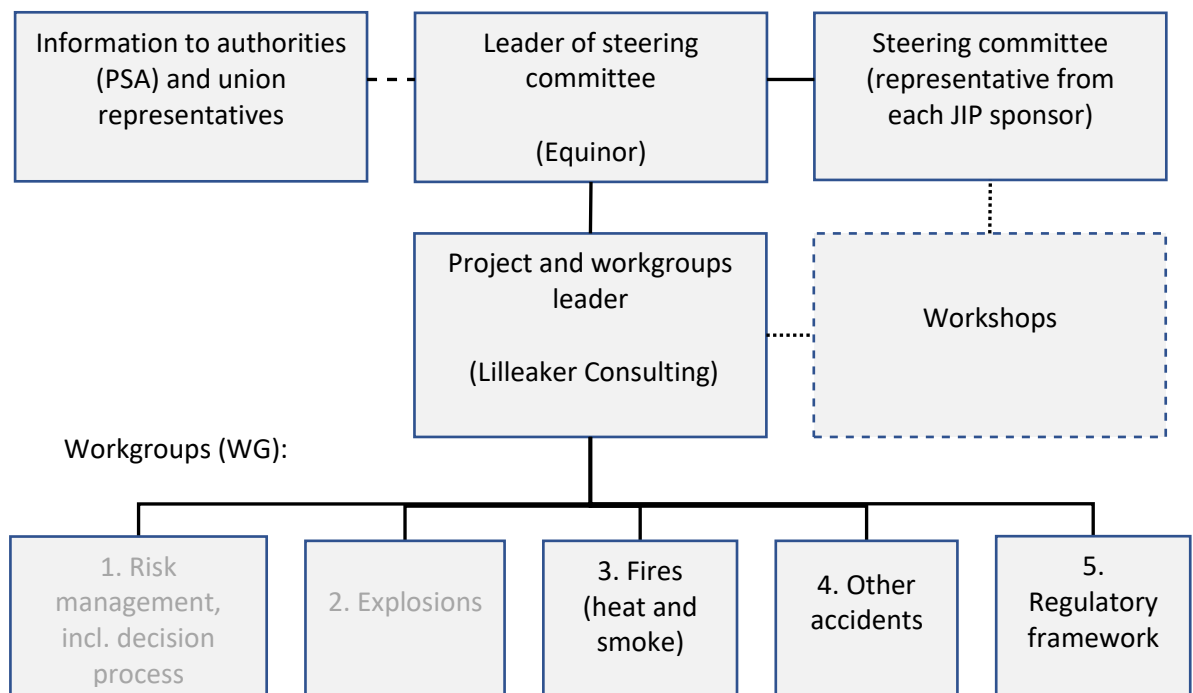 Information to authorities
(PSA) and union
representatives
Leader of steering
committee
(Equinor)
Steering committee
(representative from
each JIP sponsor)
Project and workgroups
leader
(Lilleaker Consulting)
Workshops
Workgroups (WG):
1. Risk
management,
incl. decision
process
2. Explosions
3. Fires
(heat and
smoke)
4. Other
accidents
5.
Regulatory
framework